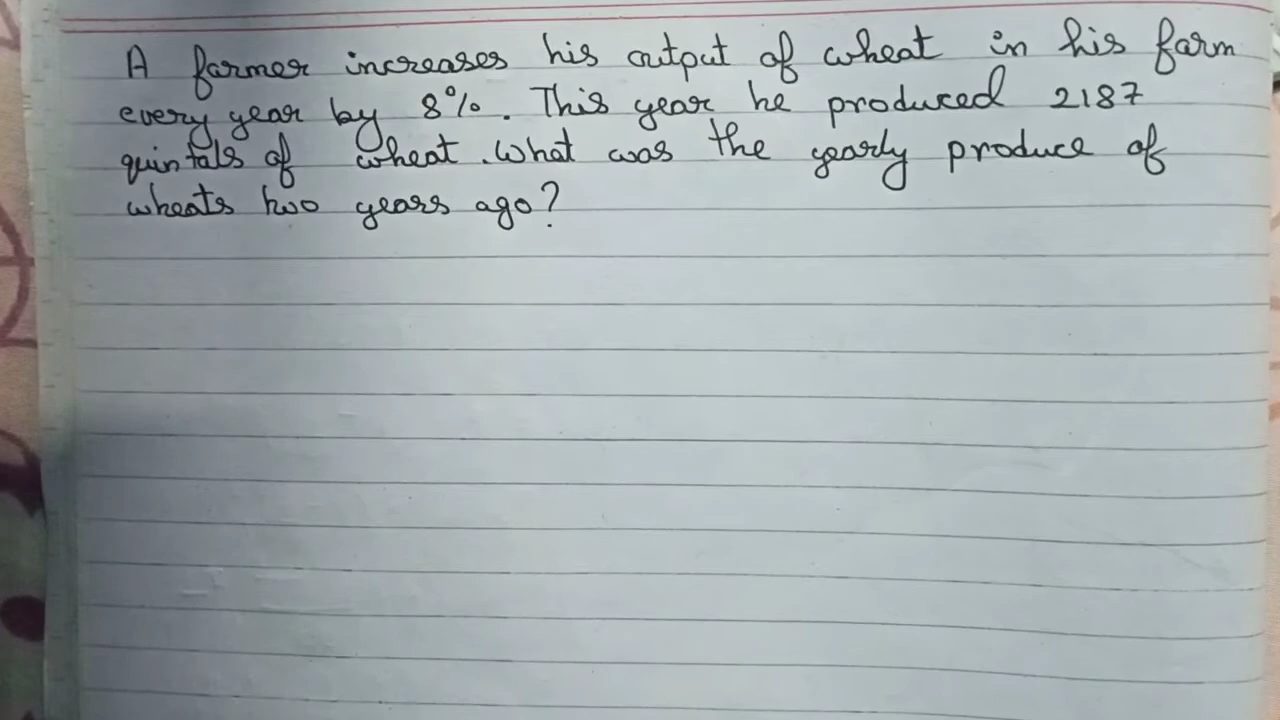 A farmer increases his output of wheat in his farm
every year by 8%. This year he produced 2187
quintals of wheat. What was the yearly produce of
wheats two years ago?